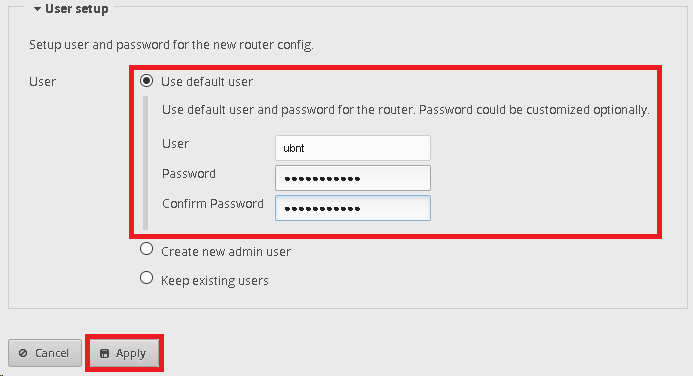 User setup
Setup user and password for the new router config.
User
Use default user
Use default user and password for the router. Password could be customized optionally.
User ubnt
Password •••••••••••
Confirm Password •••••••••••
Create new admin user
Keep existing users
Cancel Apply